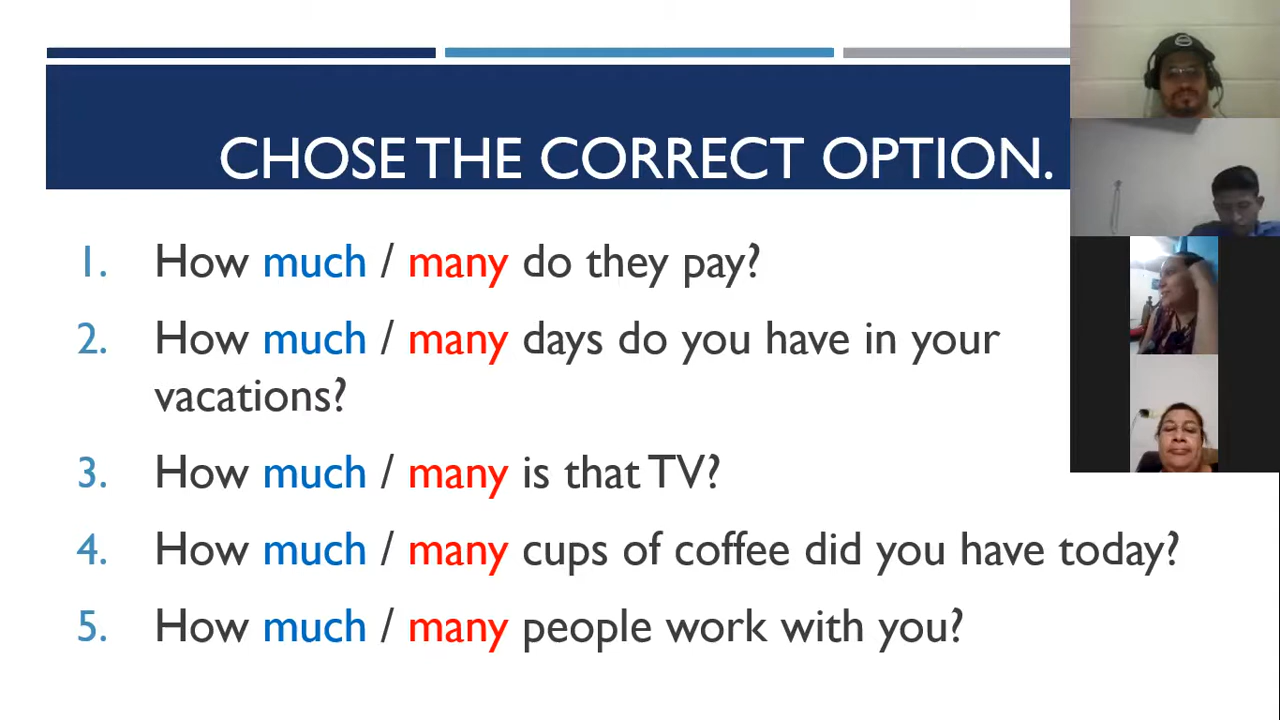 CHOSE THE CORRECT OPTION.
1. How much / many do they pay?
2. How much / many days do you have in your
vacations?
3. How much / many is that TV?
4. How much / many cups of coffee did you have today?
5. How much / many people work with you?